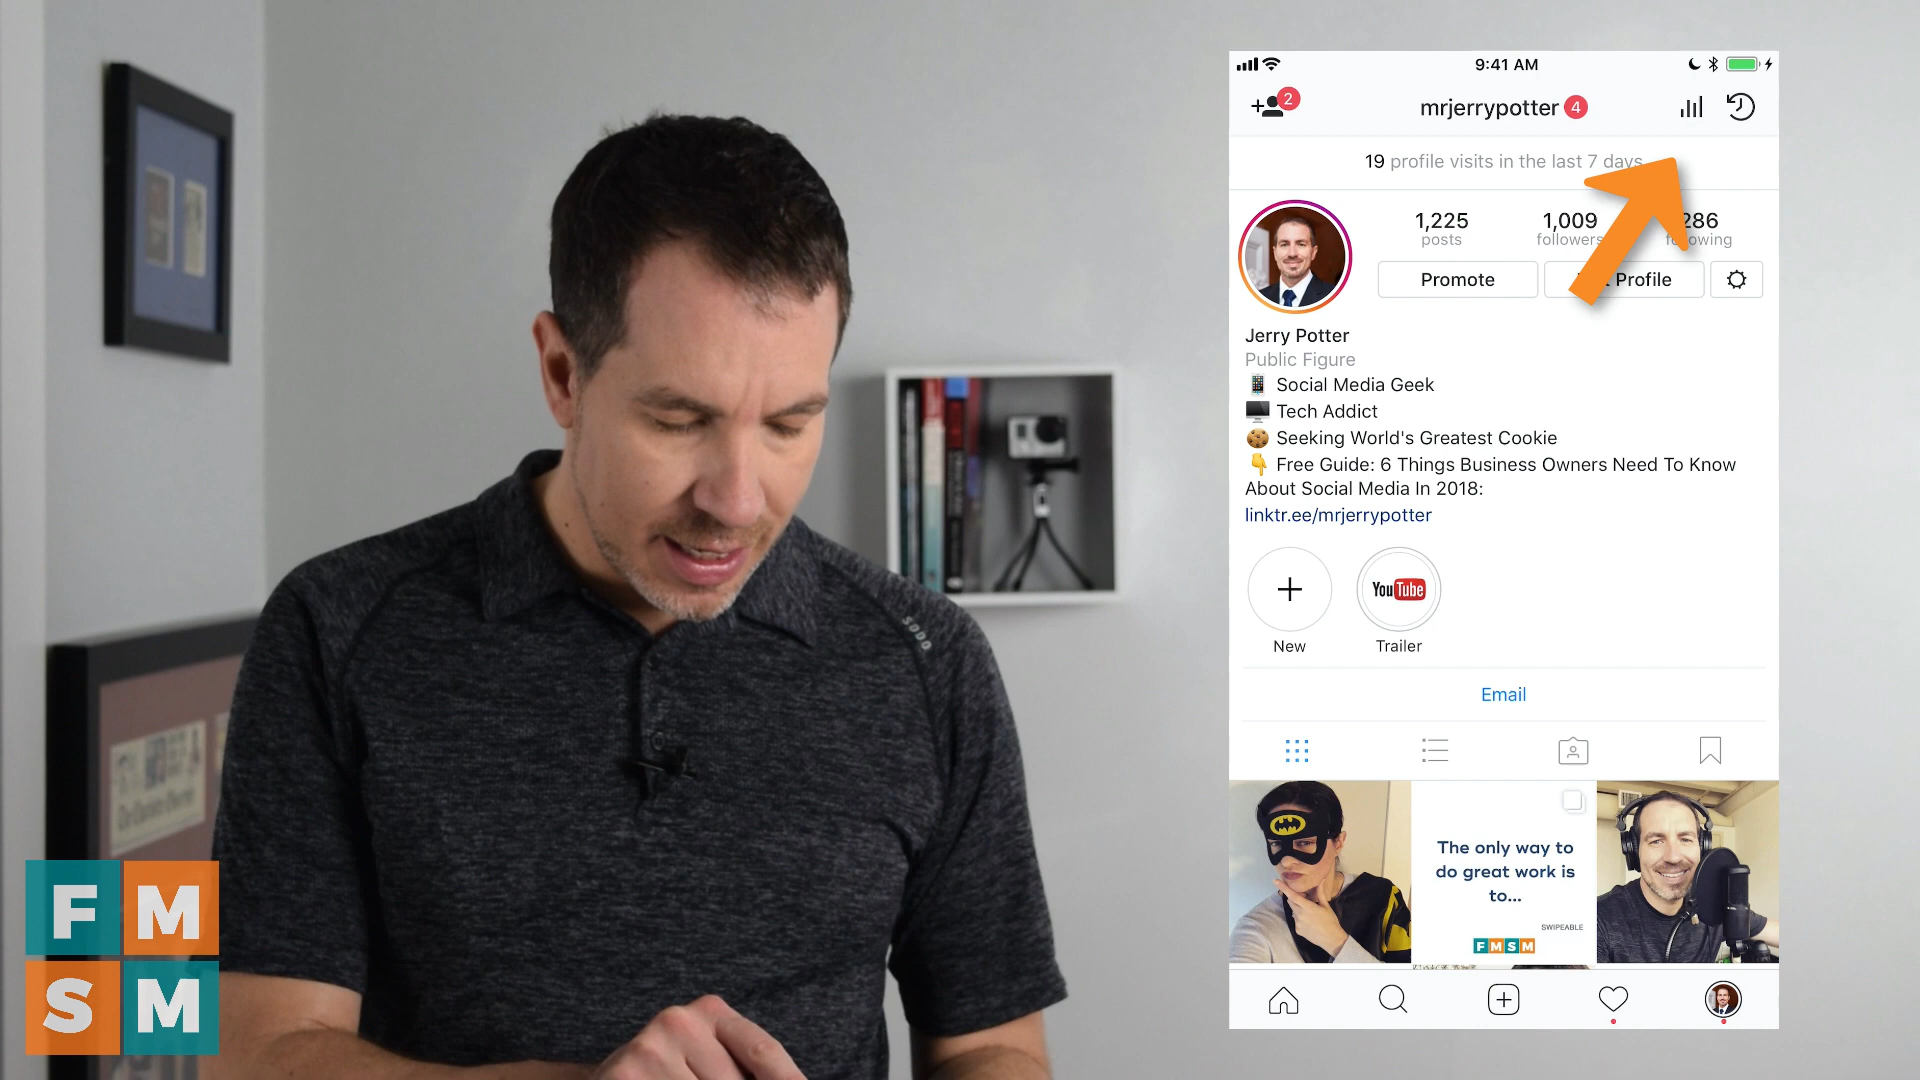 9:41 AM
2
mrjerrypotter 4
19 profile visits in the last 7 days
1,225
1,009
286
posts
followers
Promote
Profile
Jerry Potter
Public Figure
Social Media Geek
Tech Addict
Seeking World's Greatest Cookie
Free Guide: 6 Things Business Owners Need To Know
About Social Media In 2018:
linktr.ee/mrjerrypotter
YouTube
New
Trailer
Email
The only way to
do great work is
to...
SWIPEABLE
FMSM
FM
SM